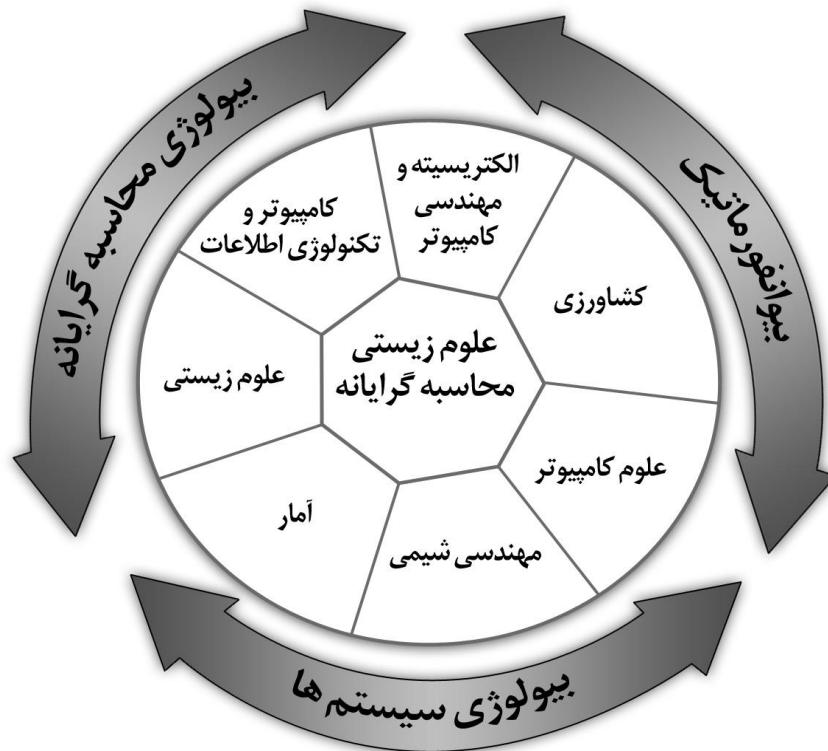 بیولوژی محاسبه گرایانه
بیوانفورماتیک
الکتریسیته و
مهندسی
کامپیوتر
کامپیوتر و
تکنولوژی اطلاعات
کشاورزی
علوم زیستی
محاسبه گرایانه
علوم زیستی
علوم کامپیوتر
آمار
مهندسی شیمی
بیولوژی سیستم ها